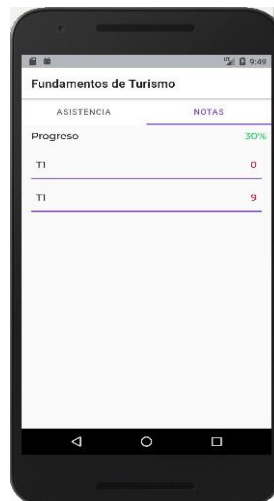 9:49
Fundamentos de Turismo
ASISTENCIA NOTAS
Progreso 30%
T1 0
T1 9